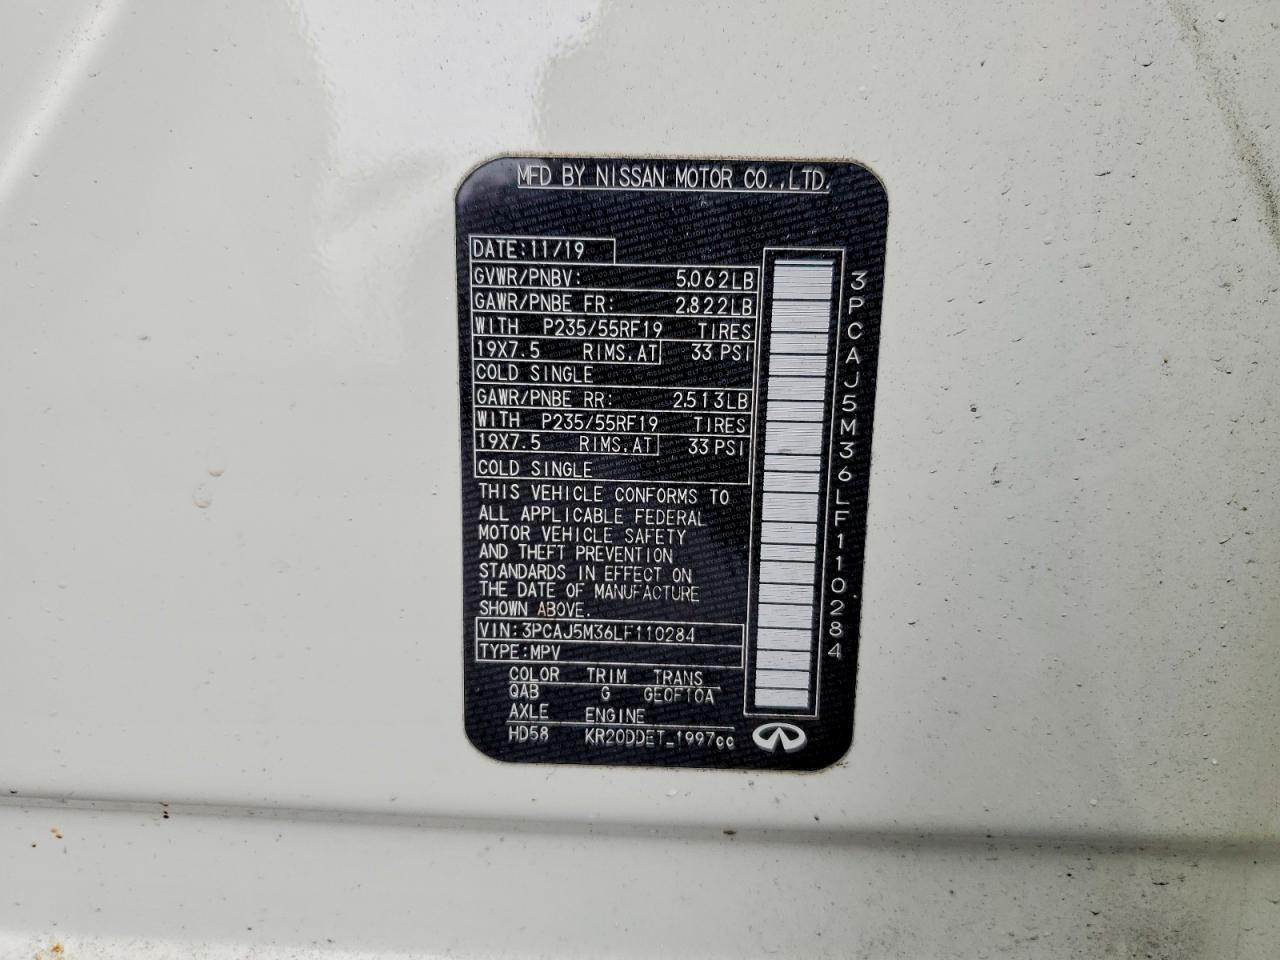 MFD BY NISSAN MOTOR CO.,LTD.
DATE:11/19
GVWR/PNBV: 5,062LB
GAWR/PNBE FR: 2,822LB
WITH P235/55RF19 TIRES
19X7.5 RIMS,AT 33 PSI
COLD SINGLE
GAWR/PNBE RR: 2,513LB
WITH P235/55RF19 TIRES
19X7.5 RIMS,AT 33 PSI
COLD SINGLE
THIS VEHICLE CONFORMS TO
ALL APPLICABLE FEDERAL
MOTOR VEHICLE SAFETY
AND THEFT PREVENTION
STANDARDS IN EFFECT ON
THE DATE OF MANUFACTURE
SHOWN ABOVE.
VIN:3PCAJ5M36LF110284
TYPE:MPV
COLOR TRIM TRANS
QAB G GE0F10A
AXLE ENGINE
HD58 KR20DDET_1997cc
3PCAJ5M36LF110284